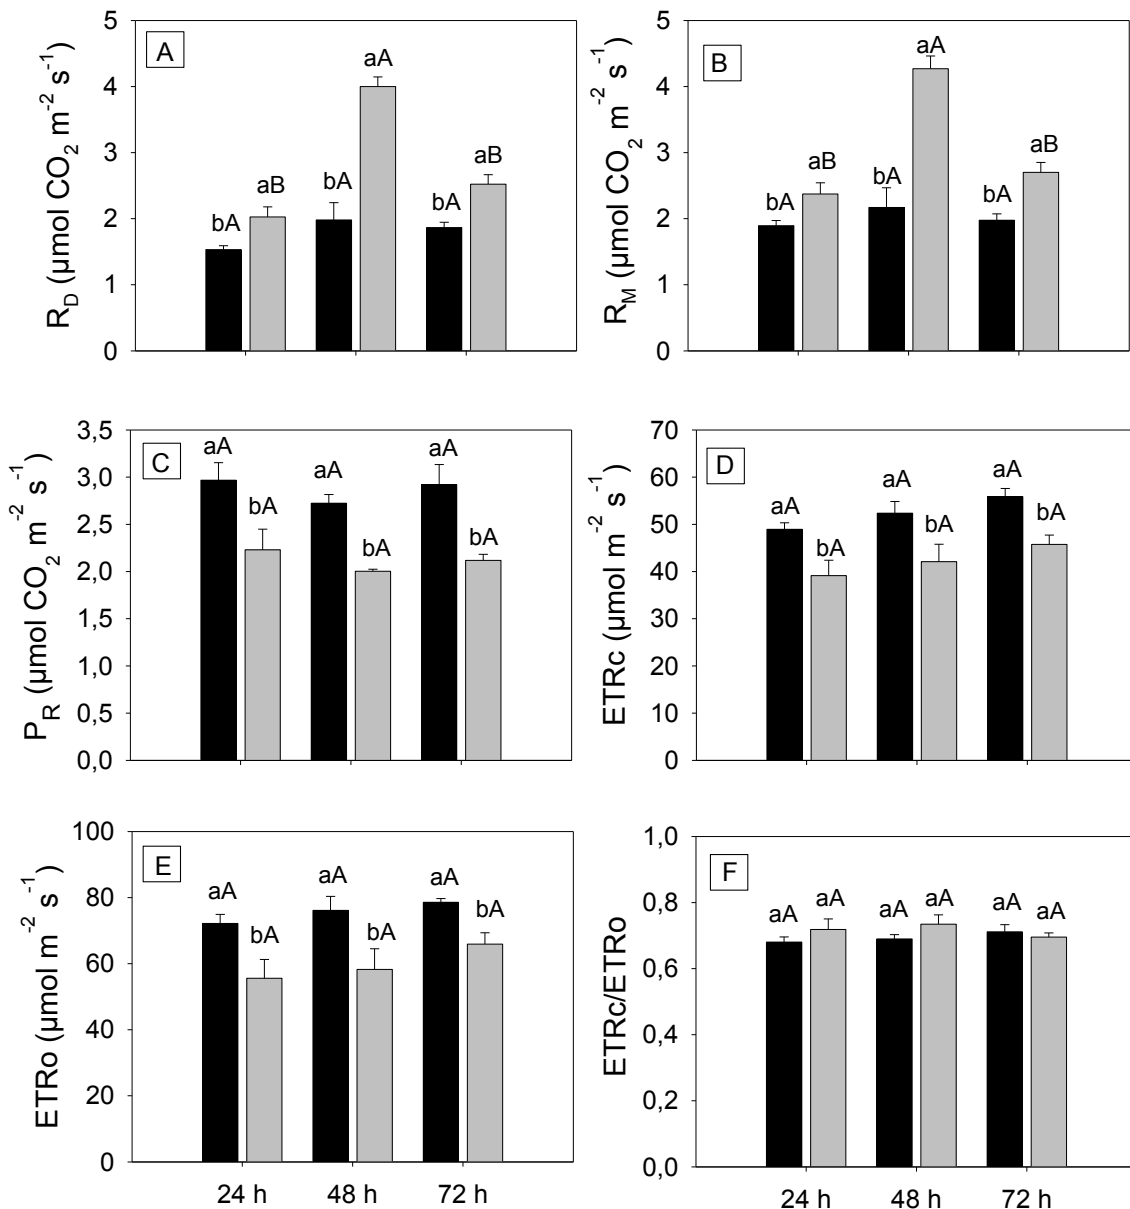 A
R_D (µmol CO₂ m⁻² s⁻¹)
5
4
3
2
1
0
bA
aB
bA
aA
bA
aB
B
R_M (µmol CO₂ m⁻² s⁻¹)
5
4
3
2
1
0
bA
aB
bA
aA
bA
aB
C
P_R (µmol CO₂ m⁻² s⁻¹)
3,5
3,0
2,5
2,0
1,5
1,0
0,5
0,0
aA
bA
aA
bA
aA
bA
D
ETRc (µmol m⁻² s⁻¹)
70
60
50
40
30
20
10
0
aA
bA
aA
bA
aA
bA
E
ETRo (µmol m⁻² s⁻¹)
100
80
60
40
20
0
aA
bA
aA
bA
aA
bA
24 h
48 h
72 h
F
ETRc/ETRo
1,0
0,8
0,6
0,4
0,2
0,0
aA
aA
aA
aA
aA
aA
24 h
48 h
72 h